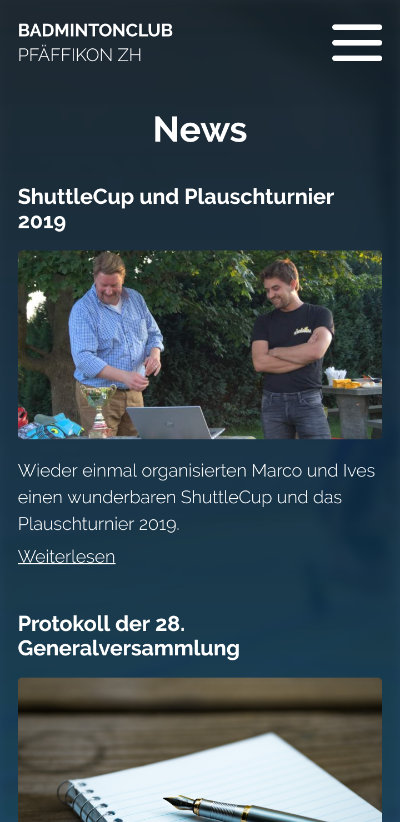 BADMINTONCLUB
PFÄFFIKON ZH
News
ShuttleCup und Plauschturnier
2019
Wieder einmal organisierten Marco und Ives
einen wunderbaren ShuttleCup und das
Plauschturnier 2019.
Weiterlesen
Protokoll der 28.
Generalversammlung